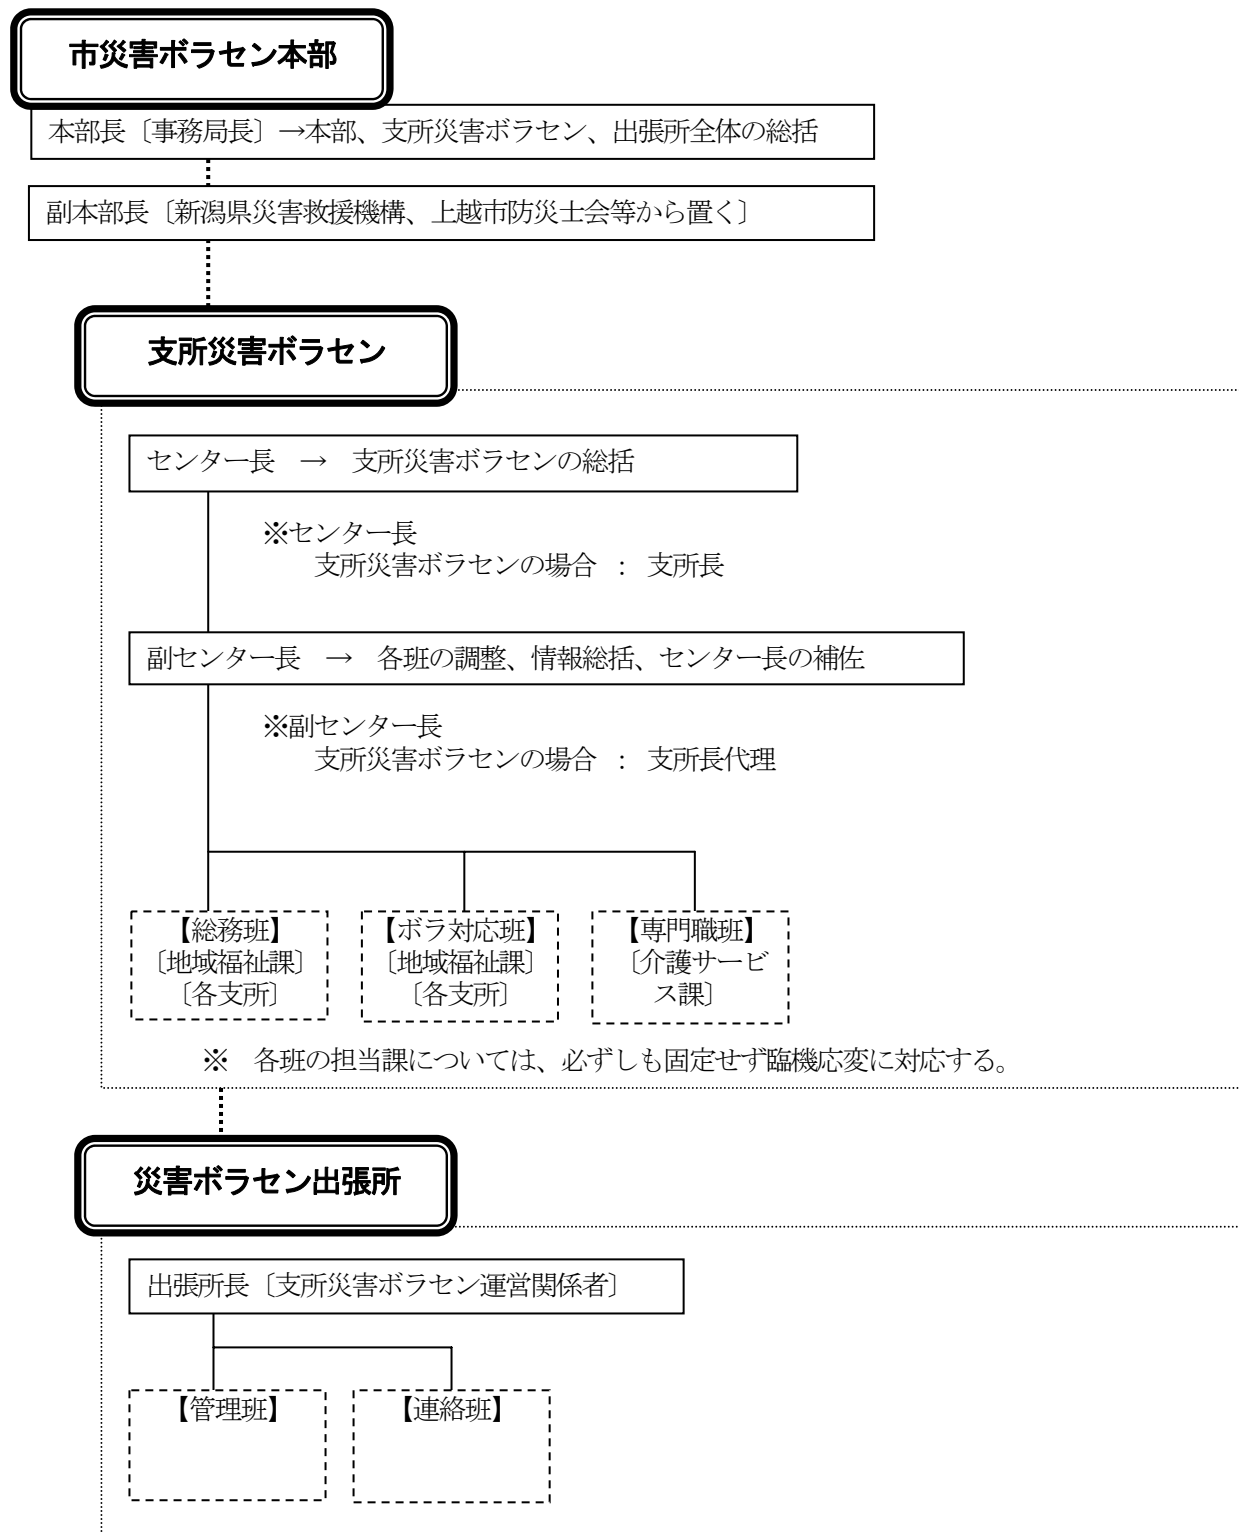 市災害ボラセン本部
本部長〔事務局長〕→本部、支所災害ボラセン、出張所全体の総括
副本部長〔新潟県災害救援機構、上越市防災士会等から置く〕
支所災害ボラセン
センター長　→　支所災害ボラセンの総括
※センター長
支所災害ボラセンの場合　：　支所長
副センター長　→　各班の調整、情報総括、センター長の補佐
※副センター長
支所災害ボラセンの場合　：　支所長代理
【総務班】
〔地域福祉課〕
〔各支所〕
【ボラ対応班】
〔地域福祉課〕
〔各支所〕
【専門職班】
〔介護サービ
ス課〕
※　各班の担当課については、必ずしも固定せず臨機応変に対応する。
災害ボラセン出張所
出張所長〔支所災害ボラセン運営関係者〕
【管理班】
【連絡班】